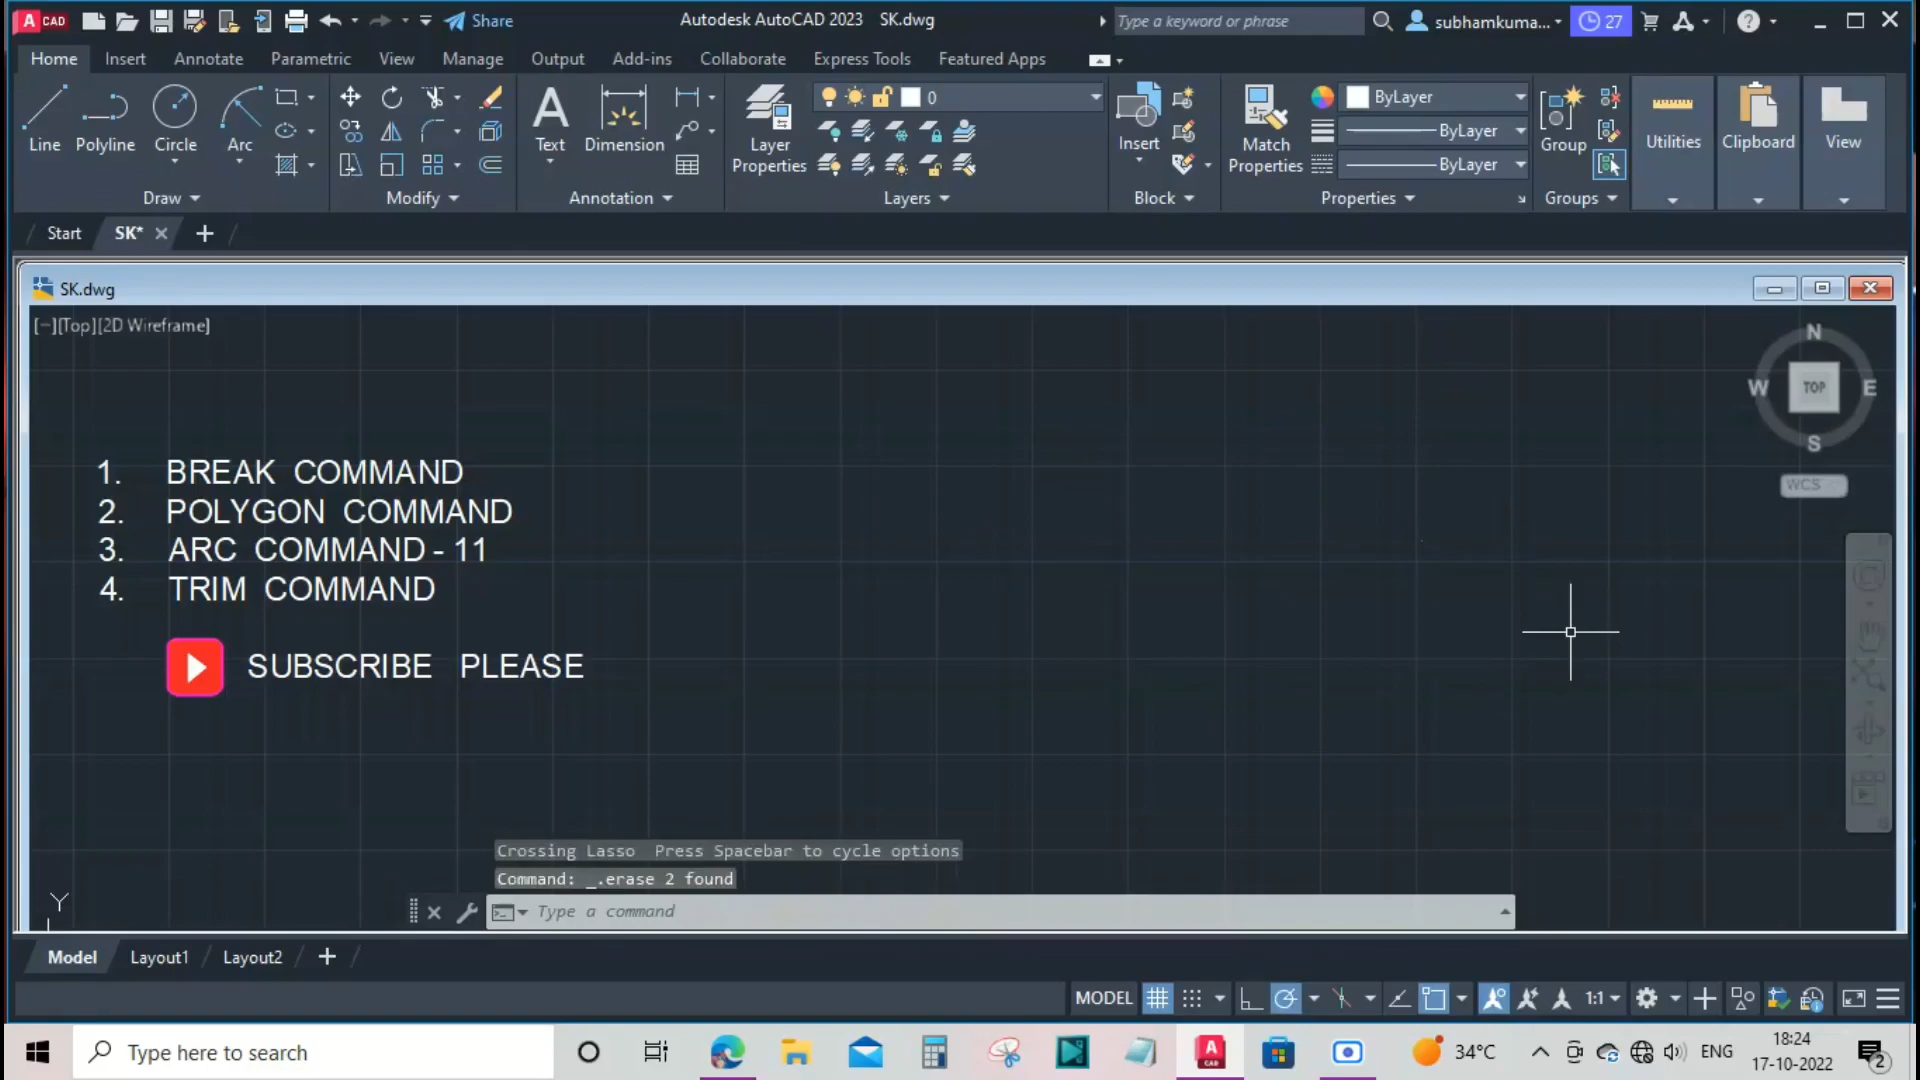 A CAD Share Autodesk AutoCAD 2023 SK.dwg Type a keyword or phrase subhamkuma... 27
Home Insert Annotate Parametric View Manage Output Add-ins Collaborate Express Tools Featured Apps
0 ByLayer
ByLayer
Line Polyline Circle Arc Text Dimension Layer Properties Insert Match Properties Group Utilities Clipboard View
ByLayer
Draw Modify Annotation Layers Block Properties Groups
Start SK* +
SK.dwg
[−][Top][2D Wireframe]
N
W TOP E
S
WCS
1. BREAK COMMAND
2. POLYGON COMMAND
3. ARC COMMAND - 11
4. TRIM COMMAND
SUBSCRIBE PLEASE
Crossing Lasso Press Spacebar to cycle options
Command: _.erase 2 found
Y
Type a command
Model Layout1 Layout2 +
MODEL 1:1
Type here to search 34°C ENG 18:24
17-10-2022 2